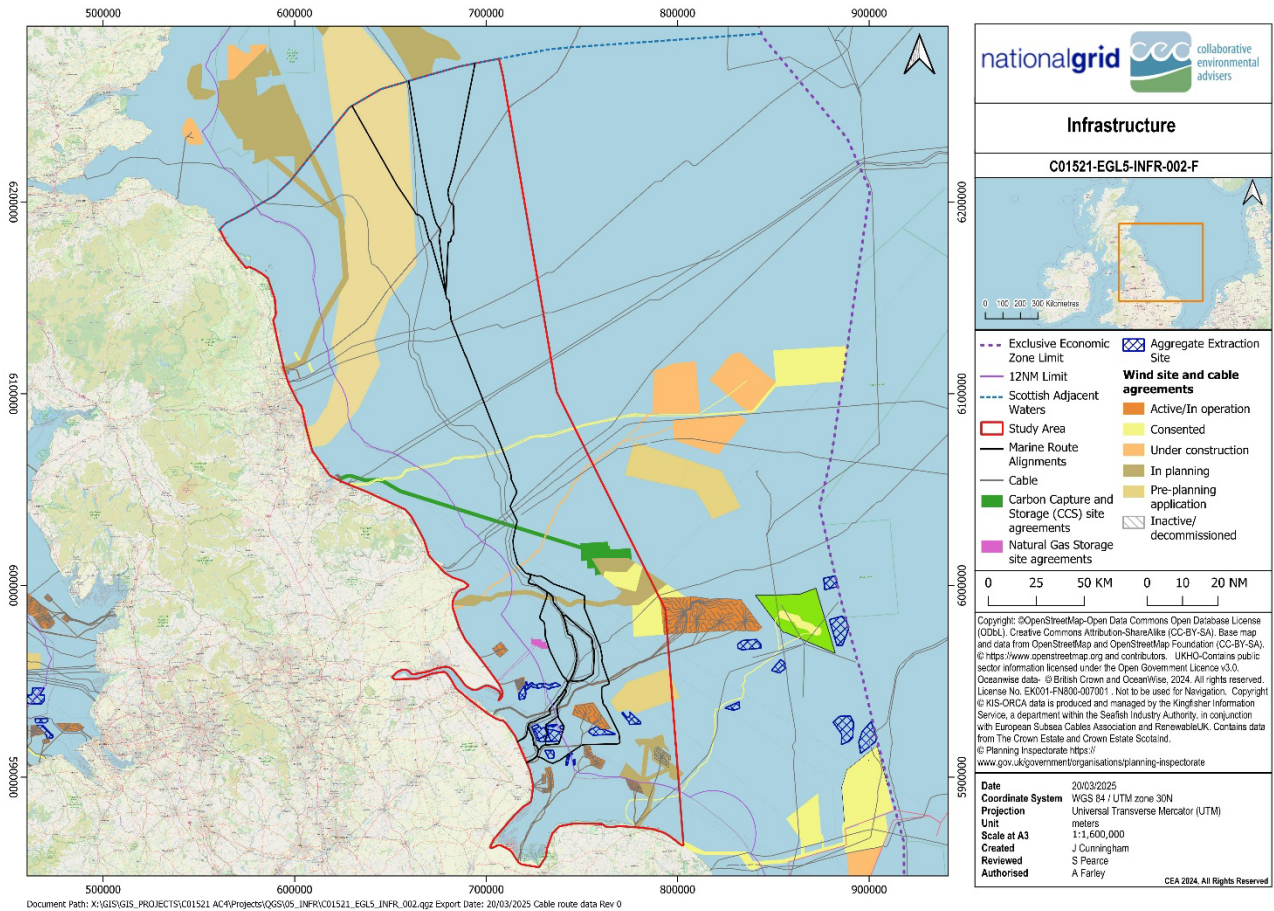 500000 600000 700000 800000 900000
6200000
6100000
6000000
5900000
6200000
6100000
6000000
5900000
500000 600000 700000 800000 900000
nationalgrid
cea
collaborative
environmental
advisers
Infrastructure
C01521-EGL5-INFR-002-F
0 100 200 300 Kilometres
Exclusive Economic
Zone Limit
12NM Limit
Scottish Adjacent
Waters
Study Area
Marine Route
Alignments
Cable
Carbon Capture and
Storage (CCS) site
agreements
Natural Gas Storage
site agreements
Aggregate Extraction
Site
Wind site and cable
agreements
Active/In operation
Consented
Under construction
In planning
Pre-planning
application
Inactive/
decommissioned
0 25 50 KM 0 10 20 NM
Copyright: ©OpenStreetMap-Open Data Commons Open Database License
(ODbL). Creative Commons Attribution-ShareAlike (CC-BY-SA). Base map
and data from OpenStreetMap and OpenStreetMap Foundation (CC-BY-SA).
© https://www.openstreetmap.org and contributors. UKHO-Contains public
sector information licensed under the Open Government Licence v3.0.
Oceanwise data- © British Crown and OceanWise, 2024. All rights reserved.
License No. EK001-FN800-007001 . Not to be used for Navigation. Copyright
© KIS-ORCA data is produced and managed by the Kingfisher Information
Service, a department within the Seafish Industry Authority, in conjunction
with European Subsea Cables Association and RenewableUK. Contains data
from The Crown Estate and Crown Estate Scotalnd.
© Planning Inspectorate https://
www.gov.uk/government/organisations/planning-inspectorate
Date 20/03/2025
Coordinate System WGS 84 / UTM zone 30N
Projection Universal Transverse Mercator (UTM)
Unit meters
Scale at A3 1:1,600,000
Created J Cunningham
Reviewed S Pearce
Authorised A Farley
CEA 2024, All Rights Reserved
Document Path: X:\GIS\GIS_PROJECTS\C01521 AC4\Projects\QGS\05_INFR\C01521_EGL5_INFR_002.qgz Export Date: 20/03/2025 Cable route data Rev 0